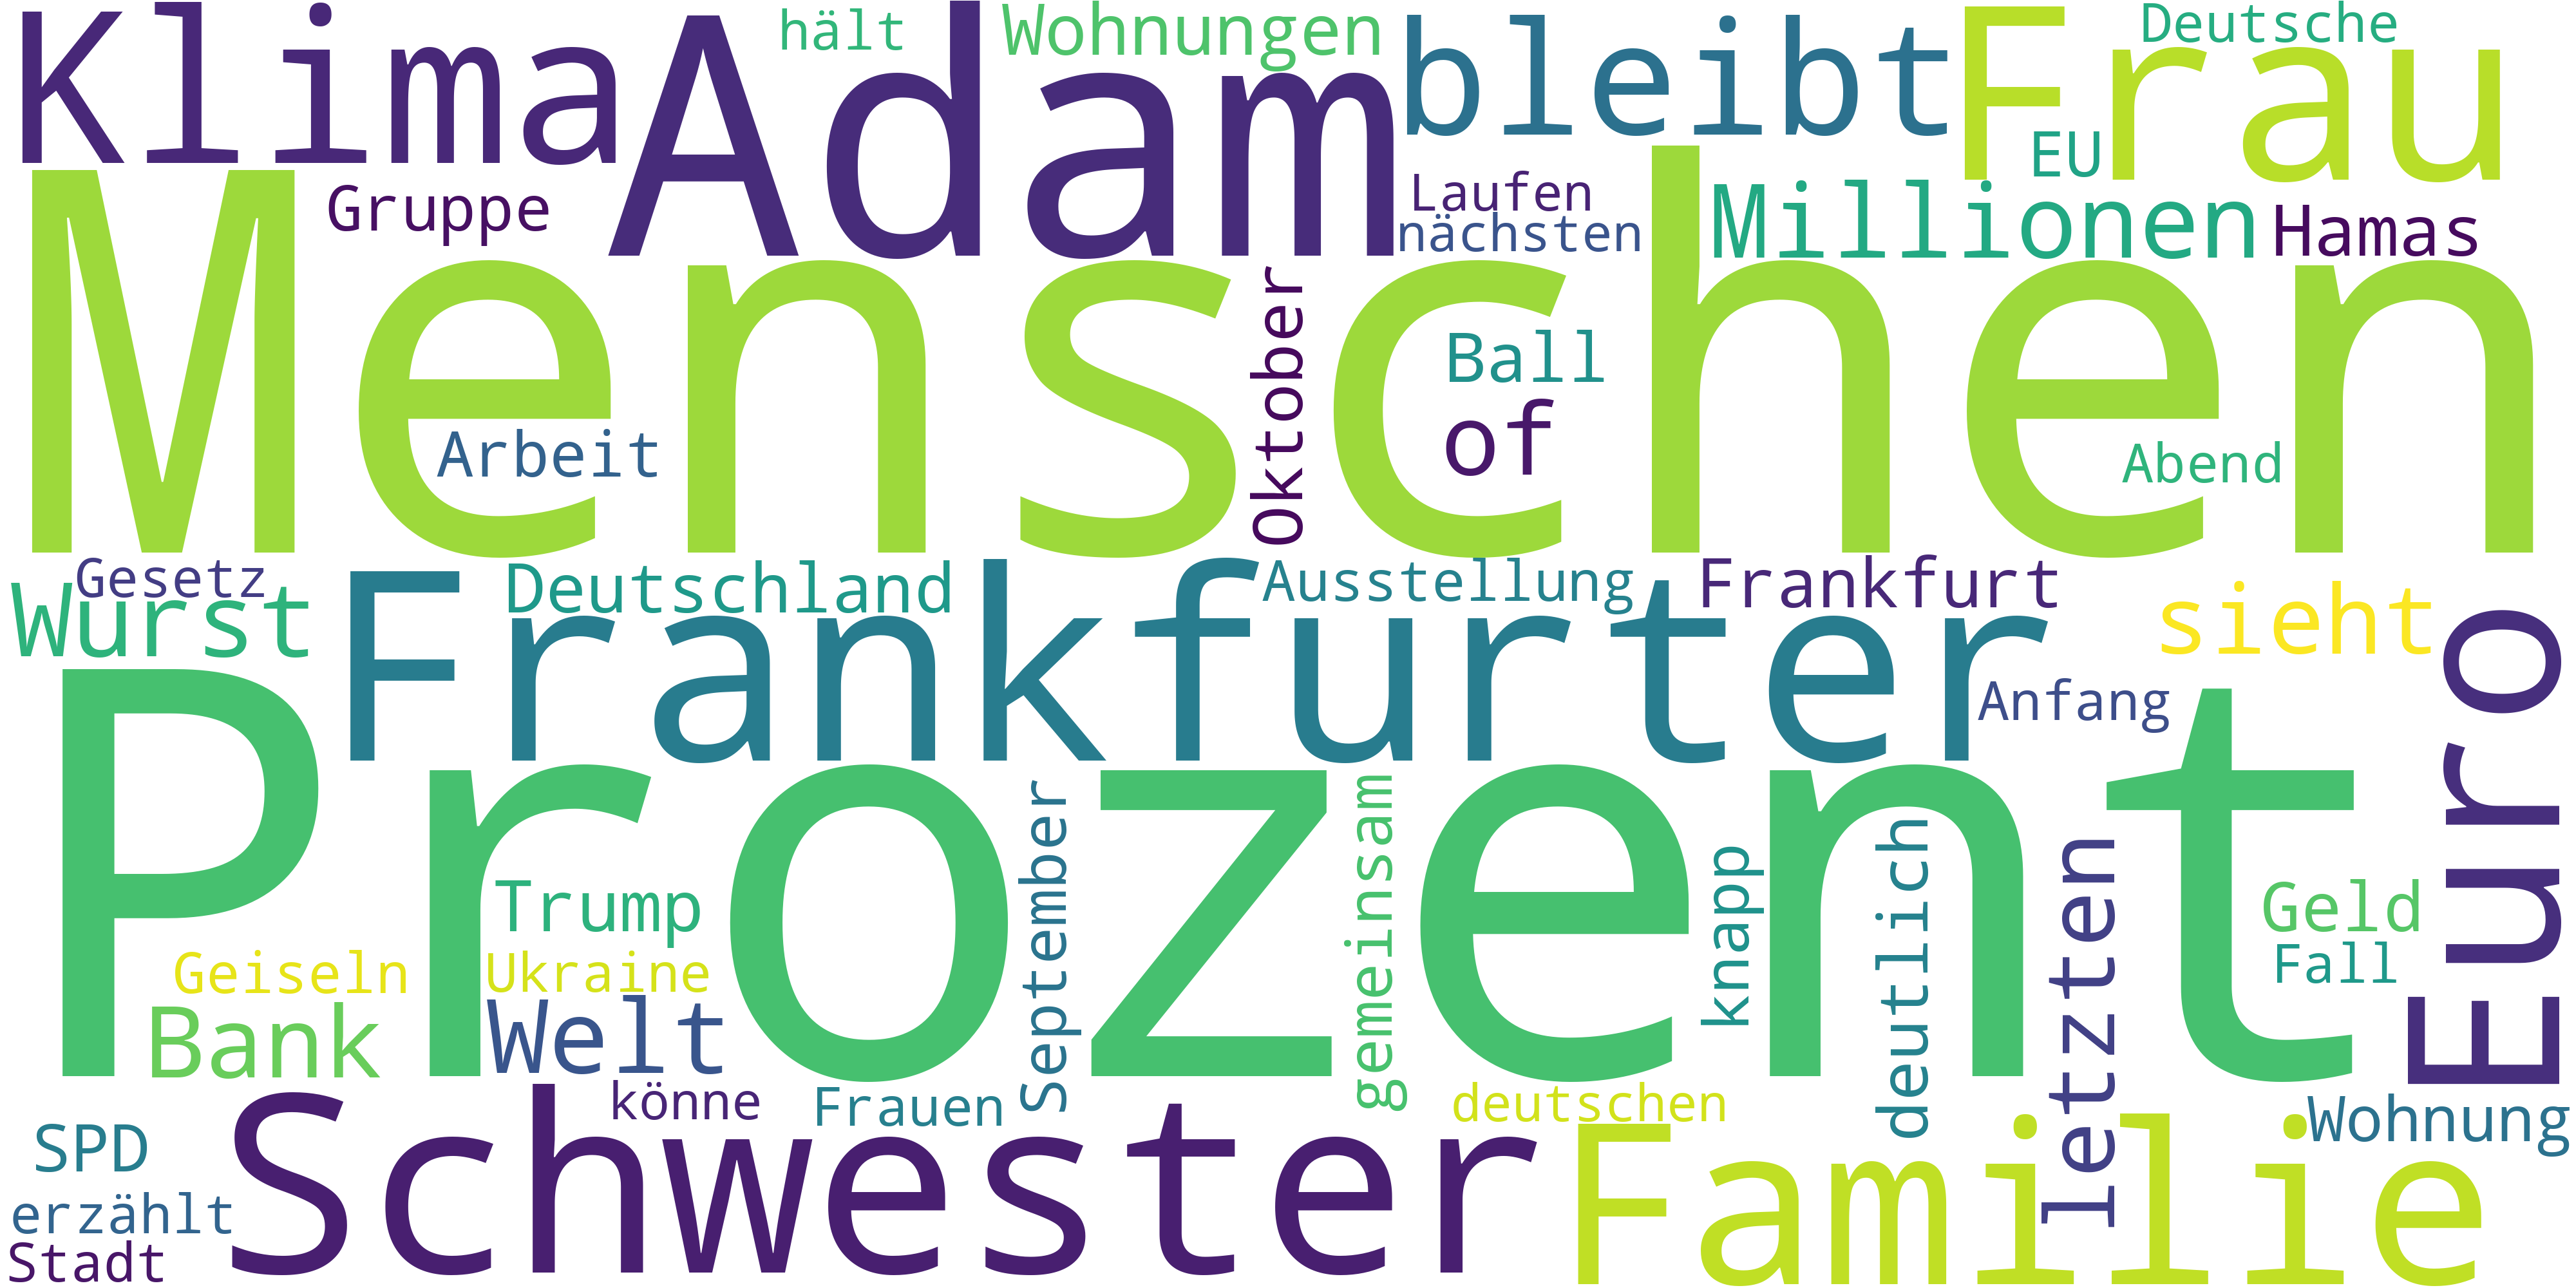 Klima
Adam
hält
Wohnungen
bleibt
Frau
Deutsche
EU
Gruppe
Laufen
nächsten
Millionen
Hamas
Menschen
Oktober
Ball
of
Arbeit
Abend
Gesetz
Wurst
Deutschland
Frankfurter
Ausstellung
Frankfurt
sieht
Euro
Anfang
Prozent
Trump
September
gemeinsam
knapp
deutlich
letzten
Geld
Fall
Geiseln
Ukraine
Bank
Welt
könne
Frauen
deutschen
Wohnung
SPD
Schwester
Familie
erzählt
Stadt